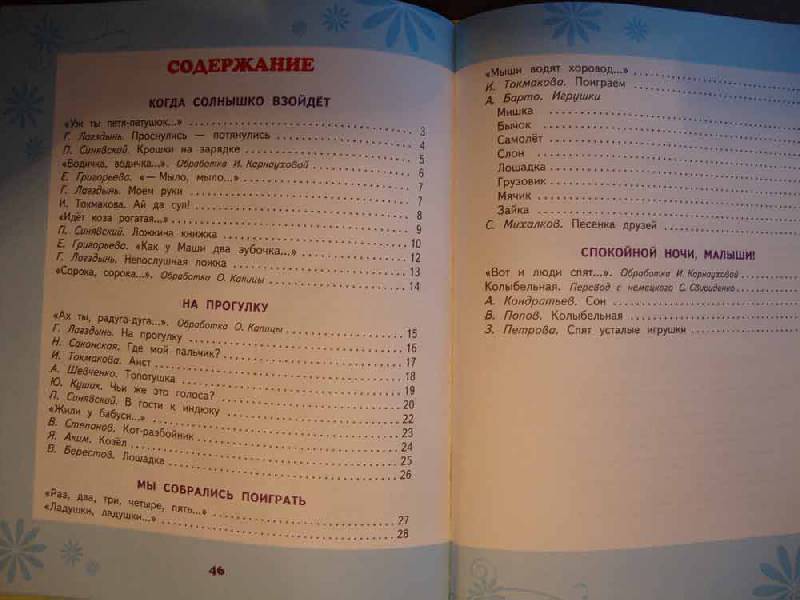 СОДЕРЖАНИЕ
КОГДА СОЛНЫШКО ВЗОЙДЁТ
«Уж ты петя-петушок...» 3
Г. Лагздынь. Проснулись — потянулись 4
П. Синявский. Крошки на зарядке 5
«Водичка, водичка...». Обработка И. Карнауховой 6
Е. Григорьева. «— Мыло, мыло...» 7
Г. Лагздынь. Моем руки 7
И. Токмакова. Ай да суп! 8
«Идёт коза рогатая...» 9
П. Синявский. Ложкина книжка 10
Е. Григорьева. «Как у Маши два зубочка...» 12
Г. Лагздынь. Непослушная ложка 13
«Сорока, сорока...». Обработка О. Капицы 14
НА ПРОГУЛКУ
«Ах ты, радуга-дуга...». Обработка О. Капицы 15
Г. Лагздынь. На прогулку 16
Н. Саконская. Где мой пальчик? 17
И. Токмакова. Аист 18
А. Шевченко. Топотушка 19
Ю. Кушак. Чьи же это голоса? 20
П. Синявский. В гости к индюку 22
«Жили у бабуси...» 23
В. Степанов. Кот-разбойник 24
Я. Аким. Козёл 25
В. Берестов. Лошадка 26
МЫ СОБРАЛИСЬ ПОИГРАТЬ
«Раз, два, три, четыре, пять...» 27
«Ладушки, ладушки...» 28
46
«Мыши водят хоровод...»
И. Токмакова. Поиграем
А. Барто. Игрушки
Мишка
Бычок
Самолёт
Слон
Лошадка
Грузовик
Мячик
Зайка
С. Михалков. Песенка друзей
СПОКОЙНОЙ НОЧИ, МАЛЫШИ!
«Вот и люди спят...». Обработка И. Карнауховой
Колыбельная. Перевод с немецкого С. Свириденко
А. Кондратьев. Сон
В. Попов. Колыбельная
З. Петрова. Спят усталые игрушки